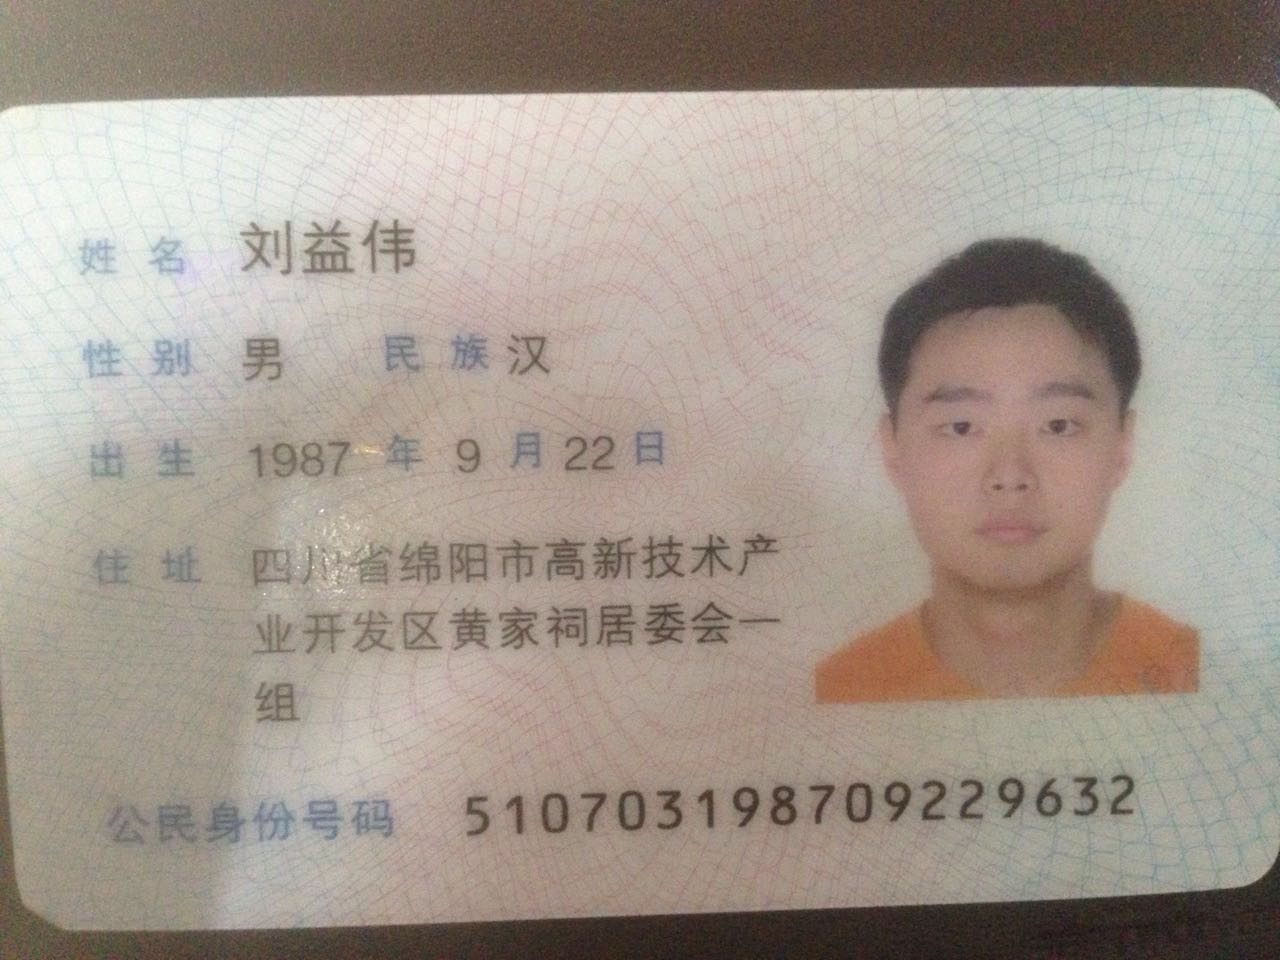 姓名 刘益伟
性别 男 民族 汉
出生 1987 年 9 月 22 日
住址 四川省绵阳市高新技术产
业开发区黄家祠居委会一
组
公民身份号码 510703198709229632